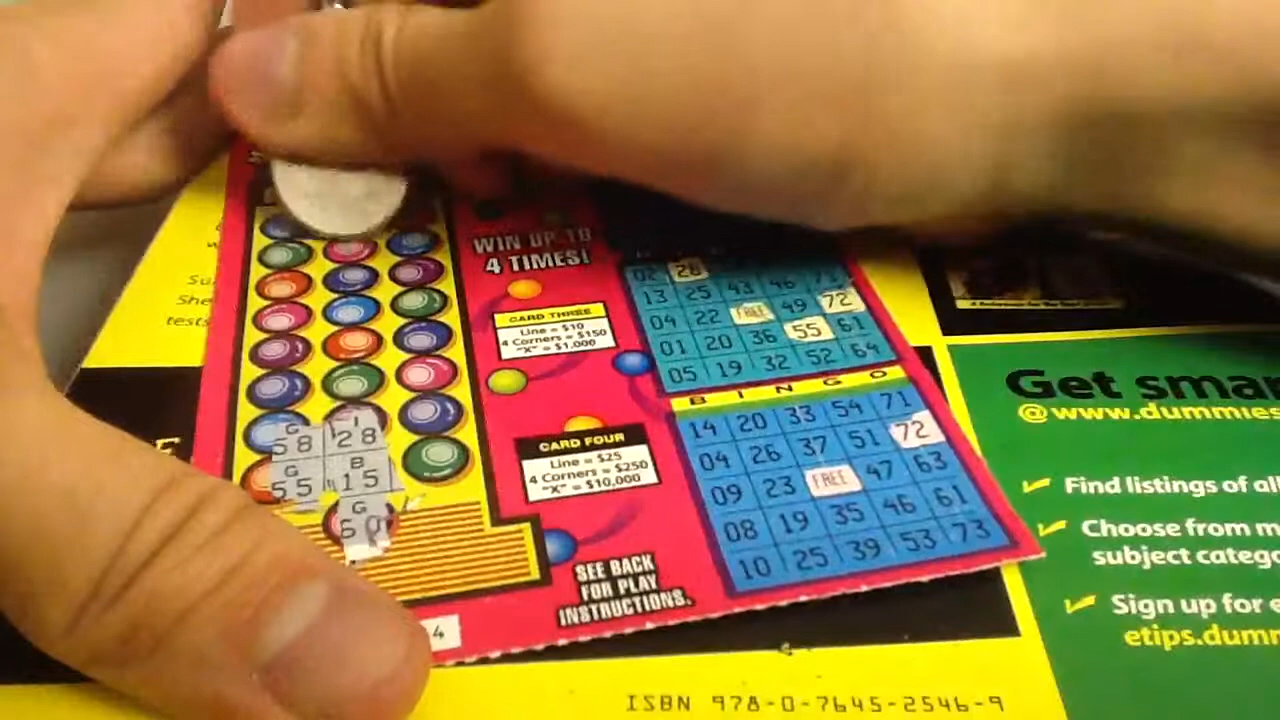 WIN UP TO
4 TIMES!
CARD THREE
Line = $10
4 Corners = $150
"X" = $1,000
CARD FOUR
Line = $25
4 Corners = $250
"X" = $10,000
SEE BACK
FOR PLAY
INSTRUCTIONS.
G I
58 28
G B
55 15
G
4
02 28 43 46 73
13 25 FREE 49 72
04 22 36 55 61
01 20 32 52 64
05 19
B I N G O
14 20 33 54 71
04 26 37 51 72
09 23 FREE 47 63
08 19 35 46 61
10 25 39 53 73
Get smar
@www.dummies
Find listings of all
Choose from m
subject catego
Sign up for e
etips.dumm
Su
She
tests
ISBN 978-0-7645-2546-9